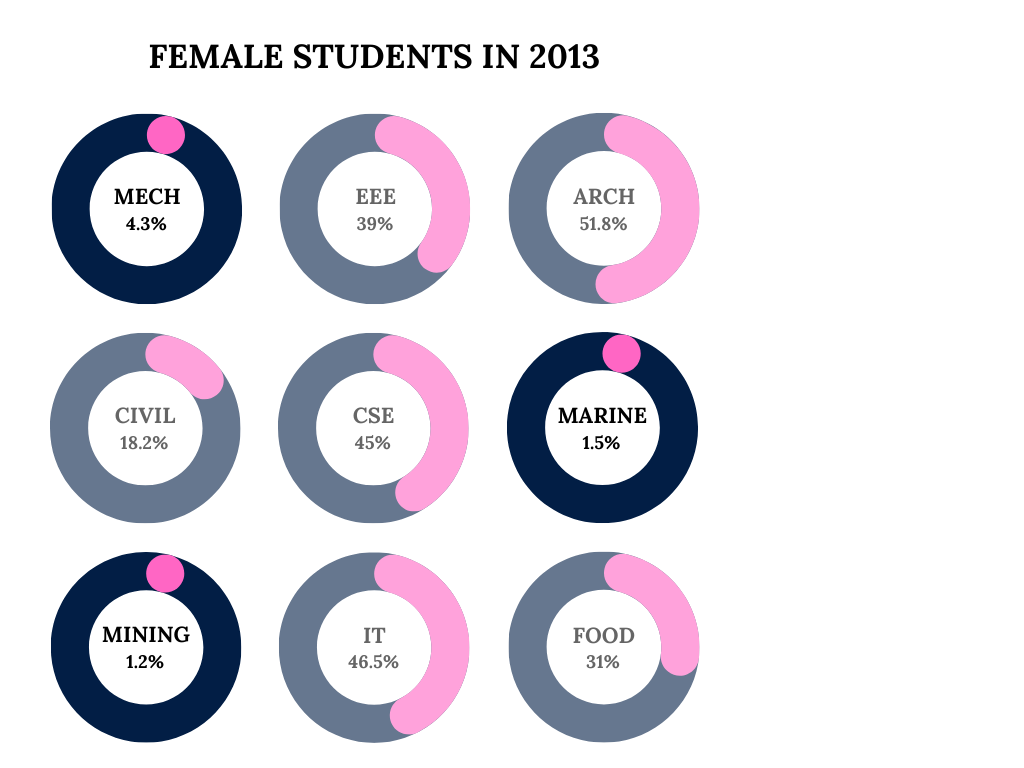 FEMALE STUDENTS IN 2013
MECH
4.3%
EEE
39%
ARCH
51.8%
CIVIL
18.2%
CSE
45%
MARINE
1.5%
MINING
1.2%
IT
46.5%
FOOD
31%